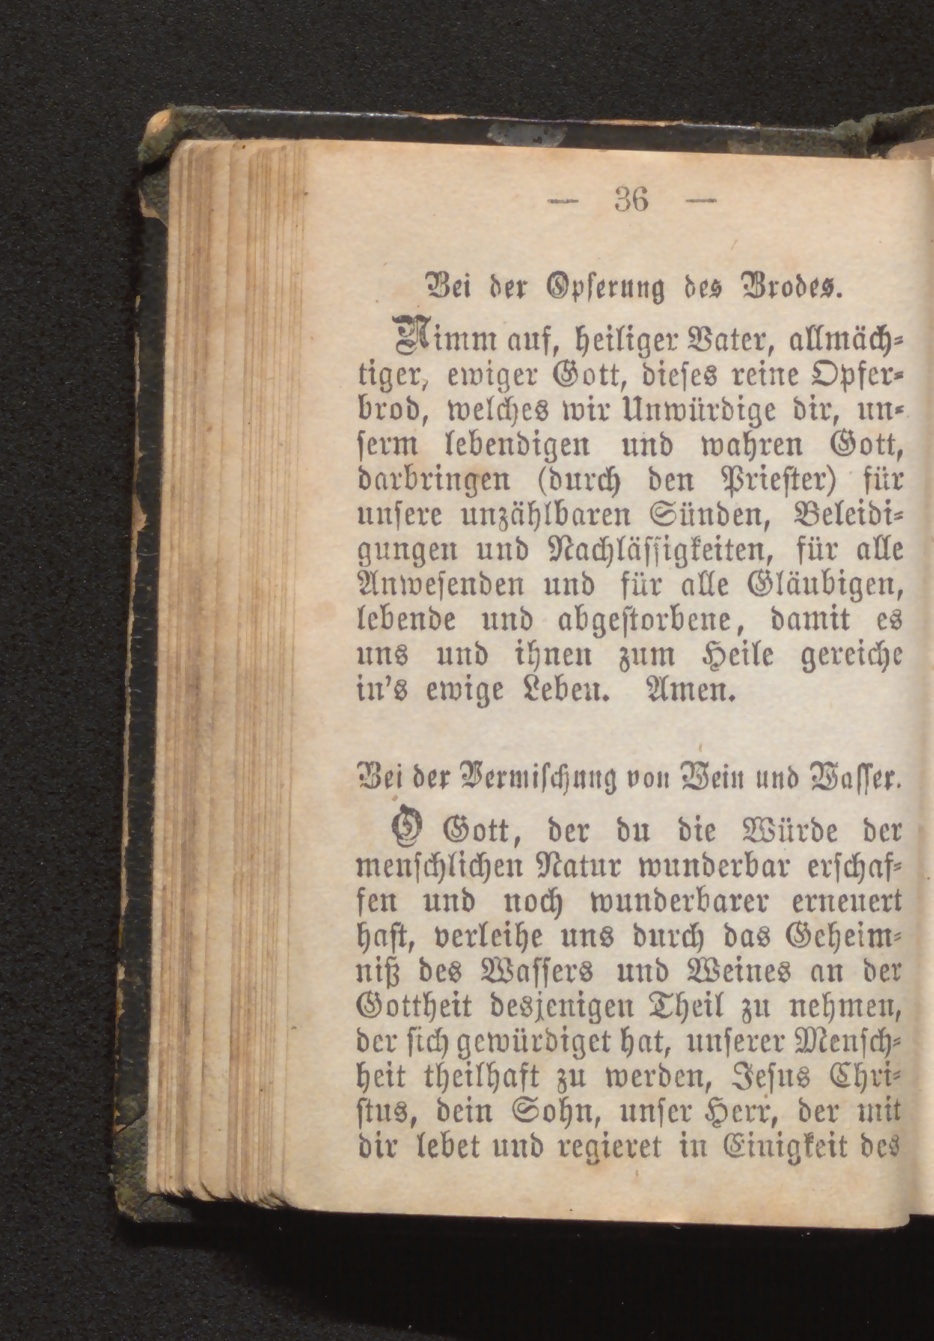 — 36 —
Bei der Opferung des Brodes.
Nimm auf, heiliger Vater, allmäch-
tiger, ewiger Gott, dieses reine Opfer-
brod, welches wir Unwürdige dir, un-
serm lebendigen und wahren Gott,
darbringen (durch den Priester) für
unsere unzählbaren Sünden, Beleidi-
gungen und Nachlässigkeiten, für alle
Anwesenden und für alle Gläubigen,
lebende und abgestorbene, damit es
uns und ihnen zum Heile gereiche
in's ewige Leben. Amen.
Bei der Vermischung von Wein und Wasser.
O Gott, der du die Würde der
menschlichen Natur wunderbar erschaf-
fen und noch wunderbarer erneuert
hast, verleihe uns durch das Geheim-
niß des Wassers und Weines an der
Gottheit desjenigen Theil zu nehmen,
der sich gewürdiget hat, unserer Mensch-
heit theilhaft zu werden, Jesus Chri-
stus, dein Sohn, unser Herr, der mit
dir lebet und regieret in Einigkeit des